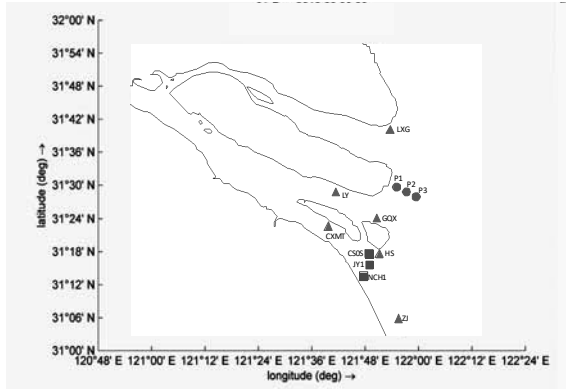 32°00' N
31°54' N
31°48' N
31°42' N
LXG
31°36' N
P1
P2
P3
31°30' N
LY
31°24' N
GQX
CXMT
31°18' N
CS0S
HS
JY1
31°12' N
NCH1
31°06' N
ZJ
31°00' N
latitude (deg) →
120°48' E 121°00' E 121°12' E 121°24' E 121°36' E 121°48' E 122°00' E 122°12' E 122°24' E
longitude (deg) →